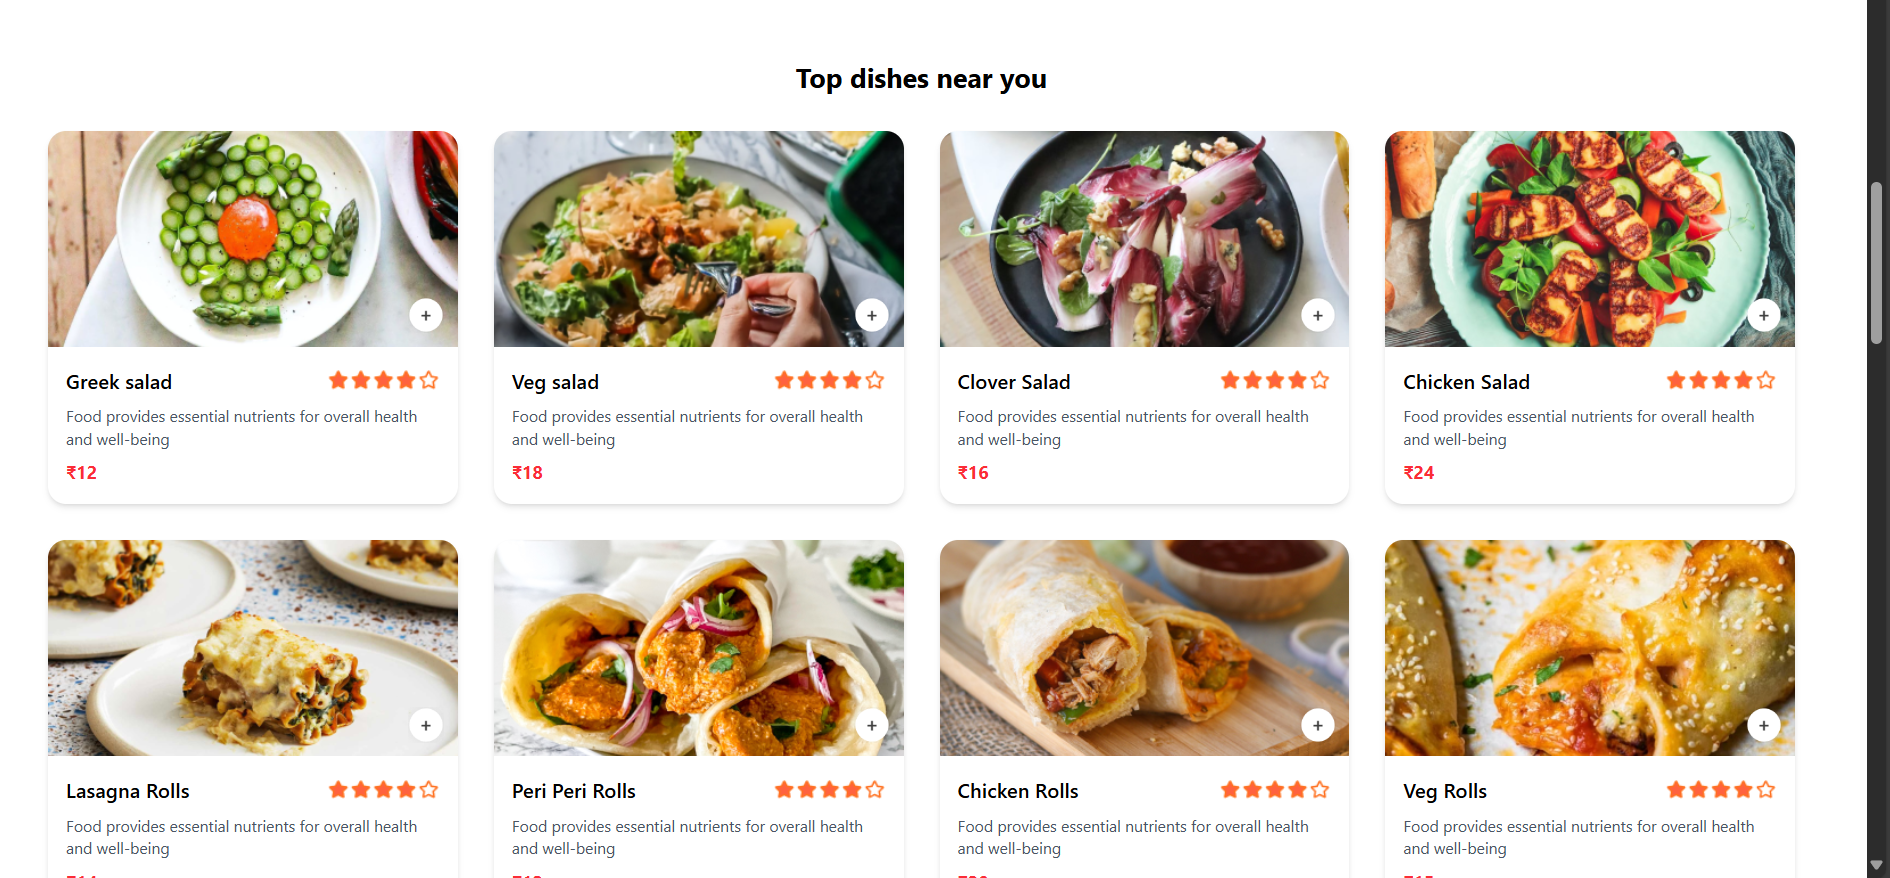 Top dishes near you
Greek salad
Food provides essential nutrients for overall health
and well-being
₹12
Veg salad
Food provides essential nutrients for overall health
and well-being
₹18
Clover Salad
Food provides essential nutrients for overall health
and well-being
₹16
Chicken Salad
Food provides essential nutrients for overall health
and well-being
₹24
Lasagna Rolls
Food provides essential nutrients for overall health
and well-being
Peri Peri Rolls
Food provides essential nutrients for overall health
and well-being
Chicken Rolls
Food provides essential nutrients for overall health
and well-being
Veg Rolls
Food provides essential nutrients for overall health
and well-being